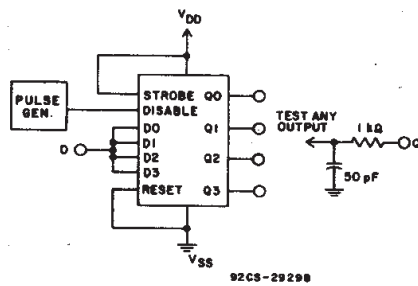 VDD
PULSE
GEN.
STROBE
DISABLE
D
D0
D1
D2
D3
RESET
Q0
Q1
Q2
Q3
TEST ANY
OUTPUT
1 kΩ
Q
50 pF
VSS
92CS-29298